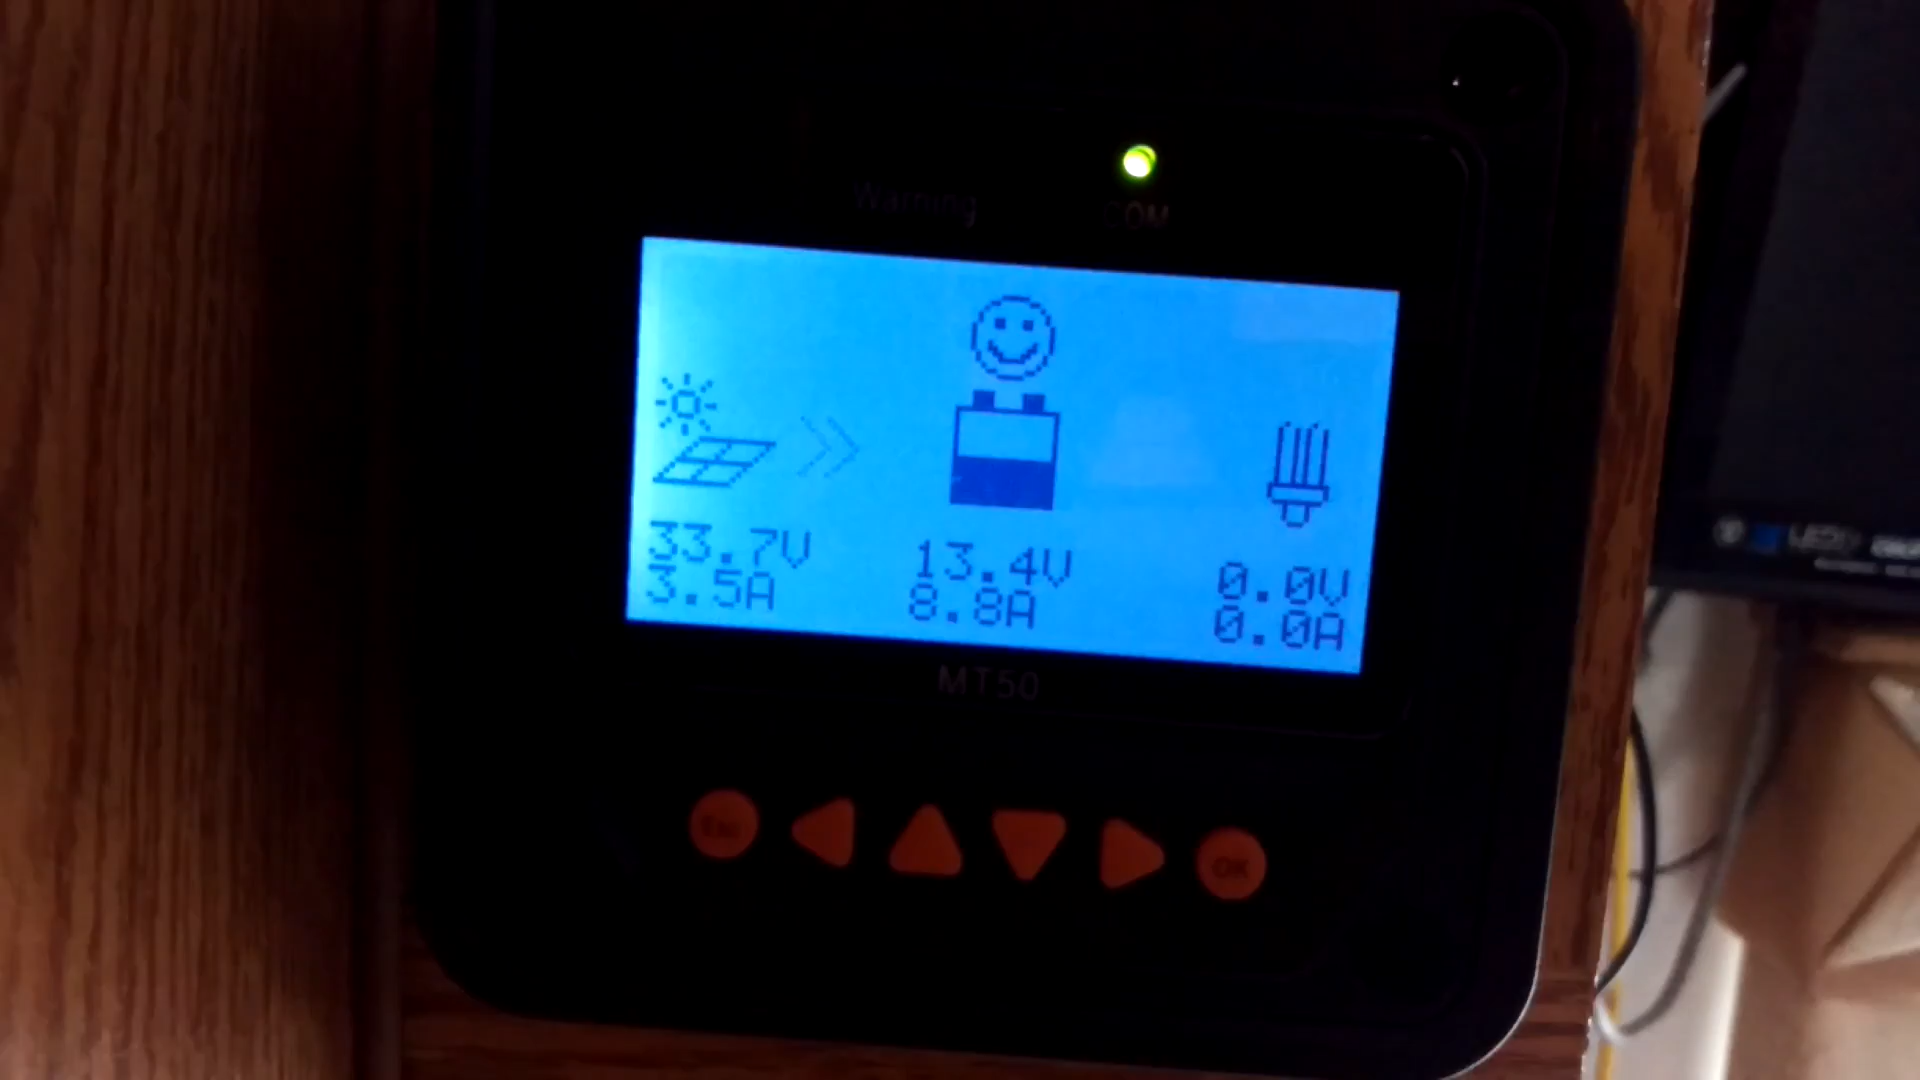 Warning
COM
33.7V
3.5A
13.4V
8.8A
0.0V
0.0A
MT50
Esc
OK